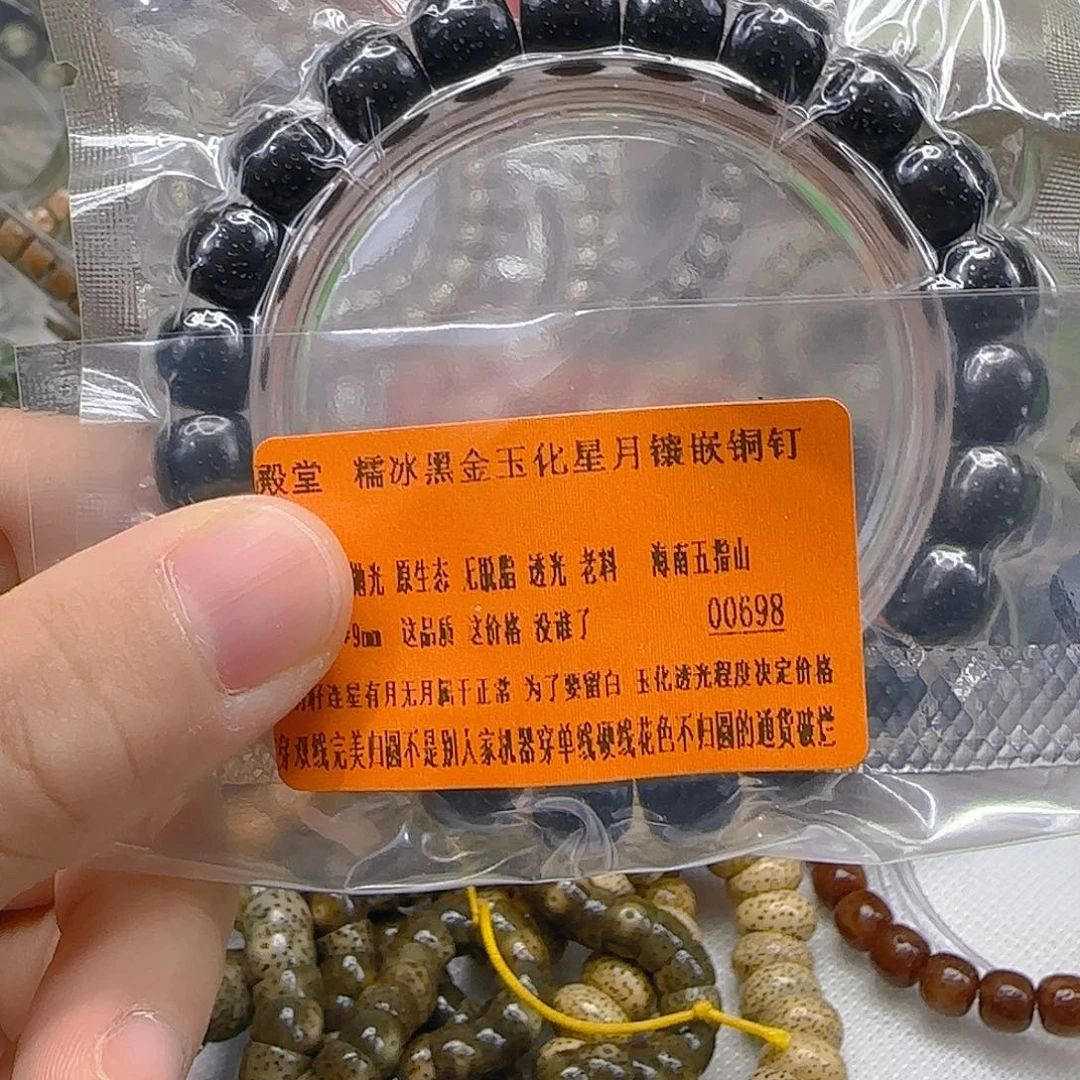 殿堂 糯冰黑金玉化星月镶嵌铜钉
抛光 原生态 无脱脂 透光 老料 海南五指山
9mm 这品质 这价格 没谁了 00698
连星有月无月属于正常 为了要留白 玉化透光程度决定价格
穿双线完美归圆不是别人家机器穿单线硬线花色不归圆的通货破烂